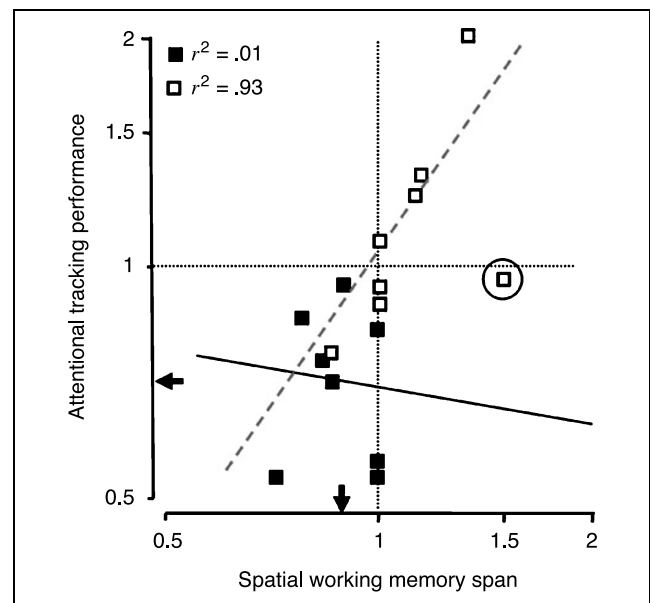 2
r² = .01
r² = .93
1.5
1
0.5
Attentional tracking performance
0.5
1
1.5
2
Spatial working memory span